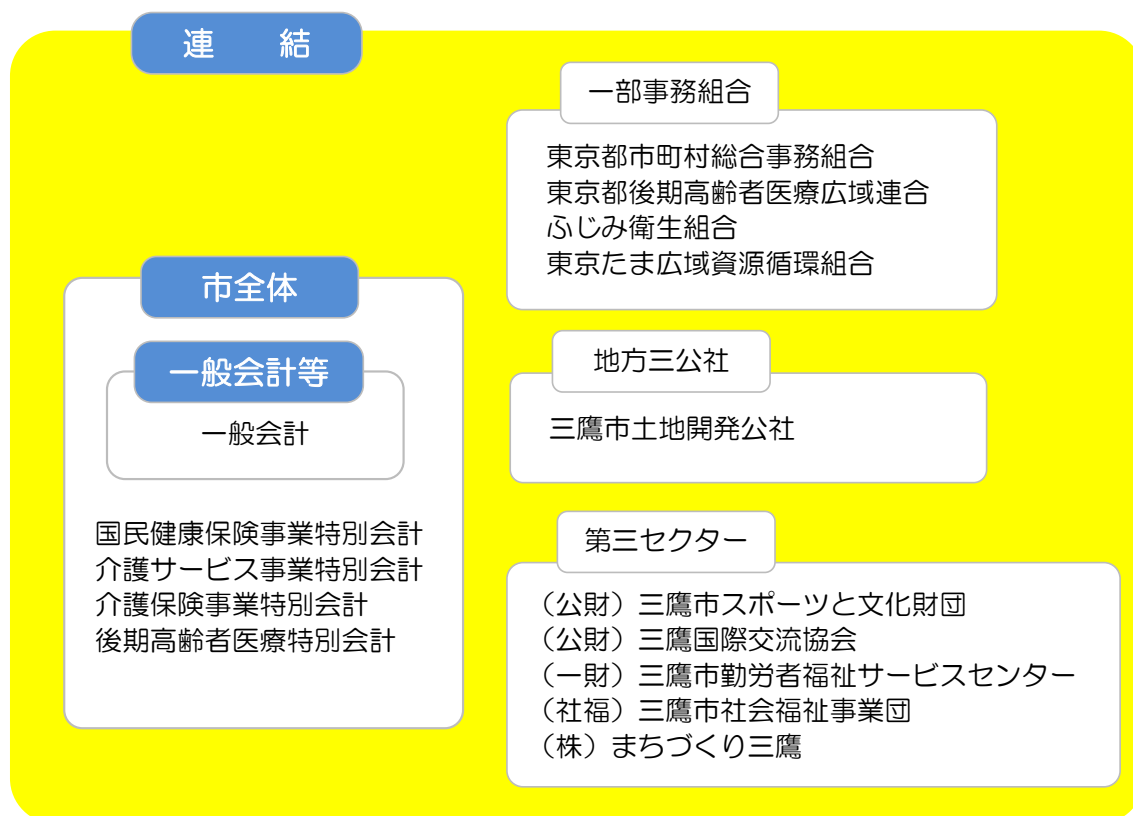 連　結
市全体
一般会計等
一般会計
国民健康保険事業特別会計
介護サービス事業特別会計
介護保険事業特別会計
後期高齢者医療特別会計
一部事務組合
東京都市町村総合事務組合
東京都後期高齢者医療広域連合
ふじみ衛生組合
東京たま広域資源循環組合
地方三公社
三鷹市土地開発公社
第三セクター
（公財）三鷹市スポーツと文化財団
（公財）三鷹国際交流協会
（一財）三鷹市勤労者福祉サービスセンター
（社福）三鷹市社会福祉事業団
（株）まちづくり三鷹